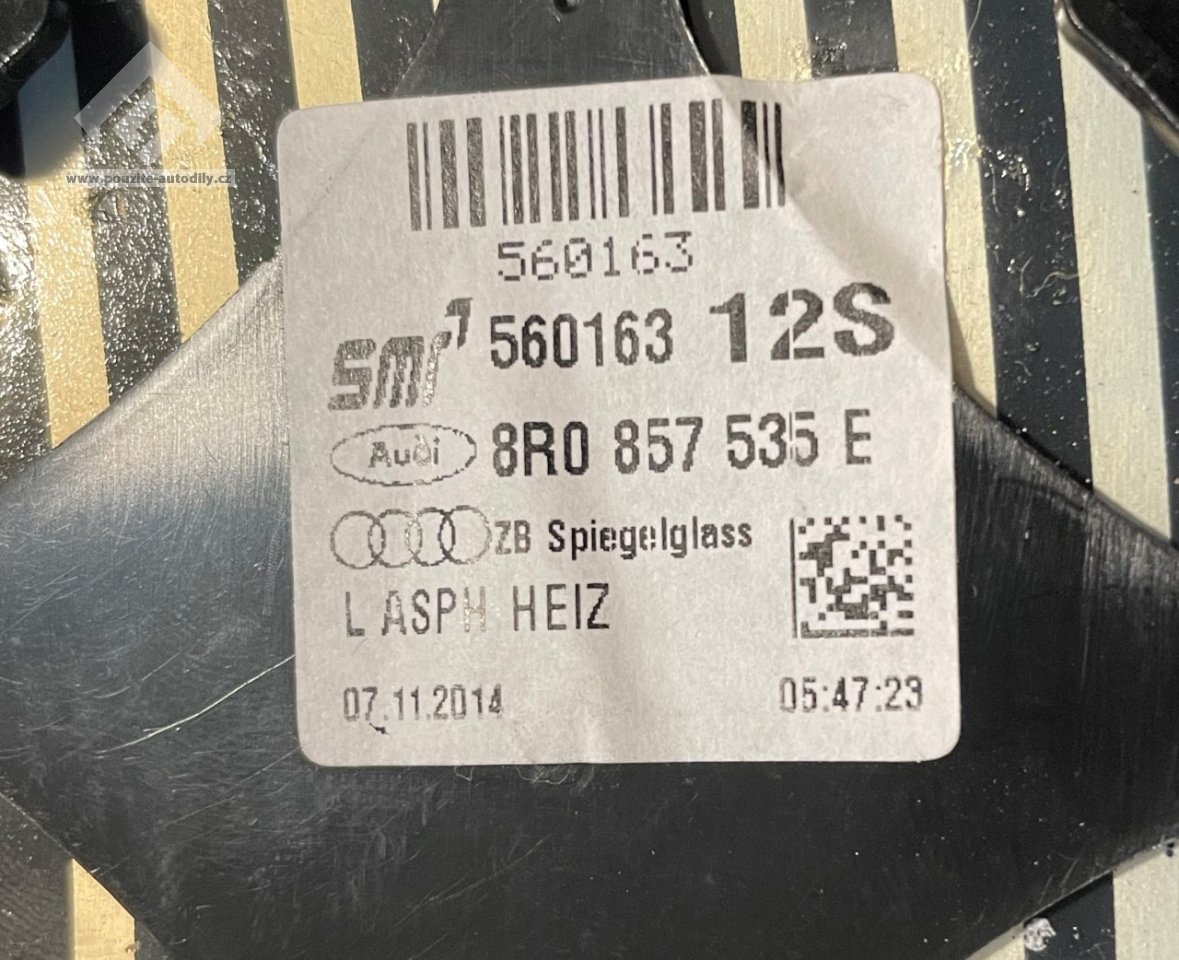 www.pouzite-autodily.cz
560163
smr 560163 12S
Audi 8R0 857 535 E
ZB Spiegelglass
L ASPH HEIZ
07.11.2014 05:47:23